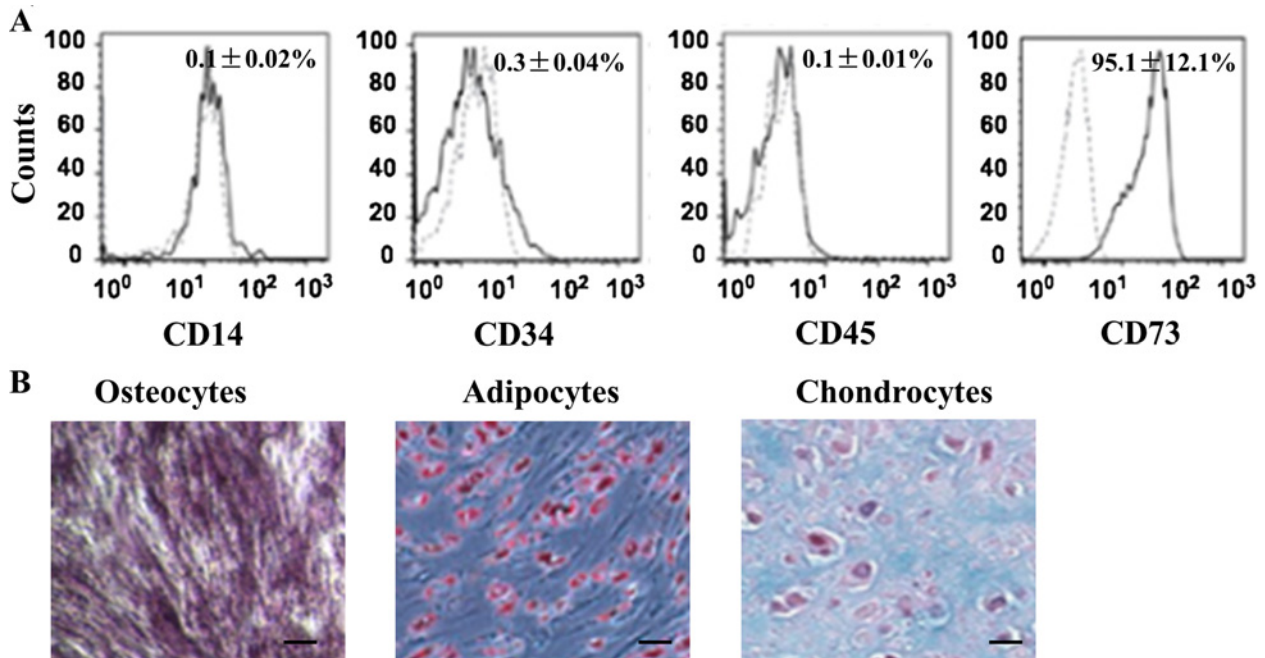 A
Counts
100 80 60 40 20 0
0.1±0.02%
10⁰ 10¹ 10² 10³
CD14
100 80 60 40 20 0
0.3±0.04%
10⁰ 10¹ 10² 10³
CD34
100 80 60 40 20 0
0.1±0.01%
10⁰ 10¹ 10² 10³
CD45
100 80 60 40 20 0
95.1±12.1%
10⁰ 10¹ 10² 10³
CD73
B
Osteocytes
Adipocytes
Chondrocytes